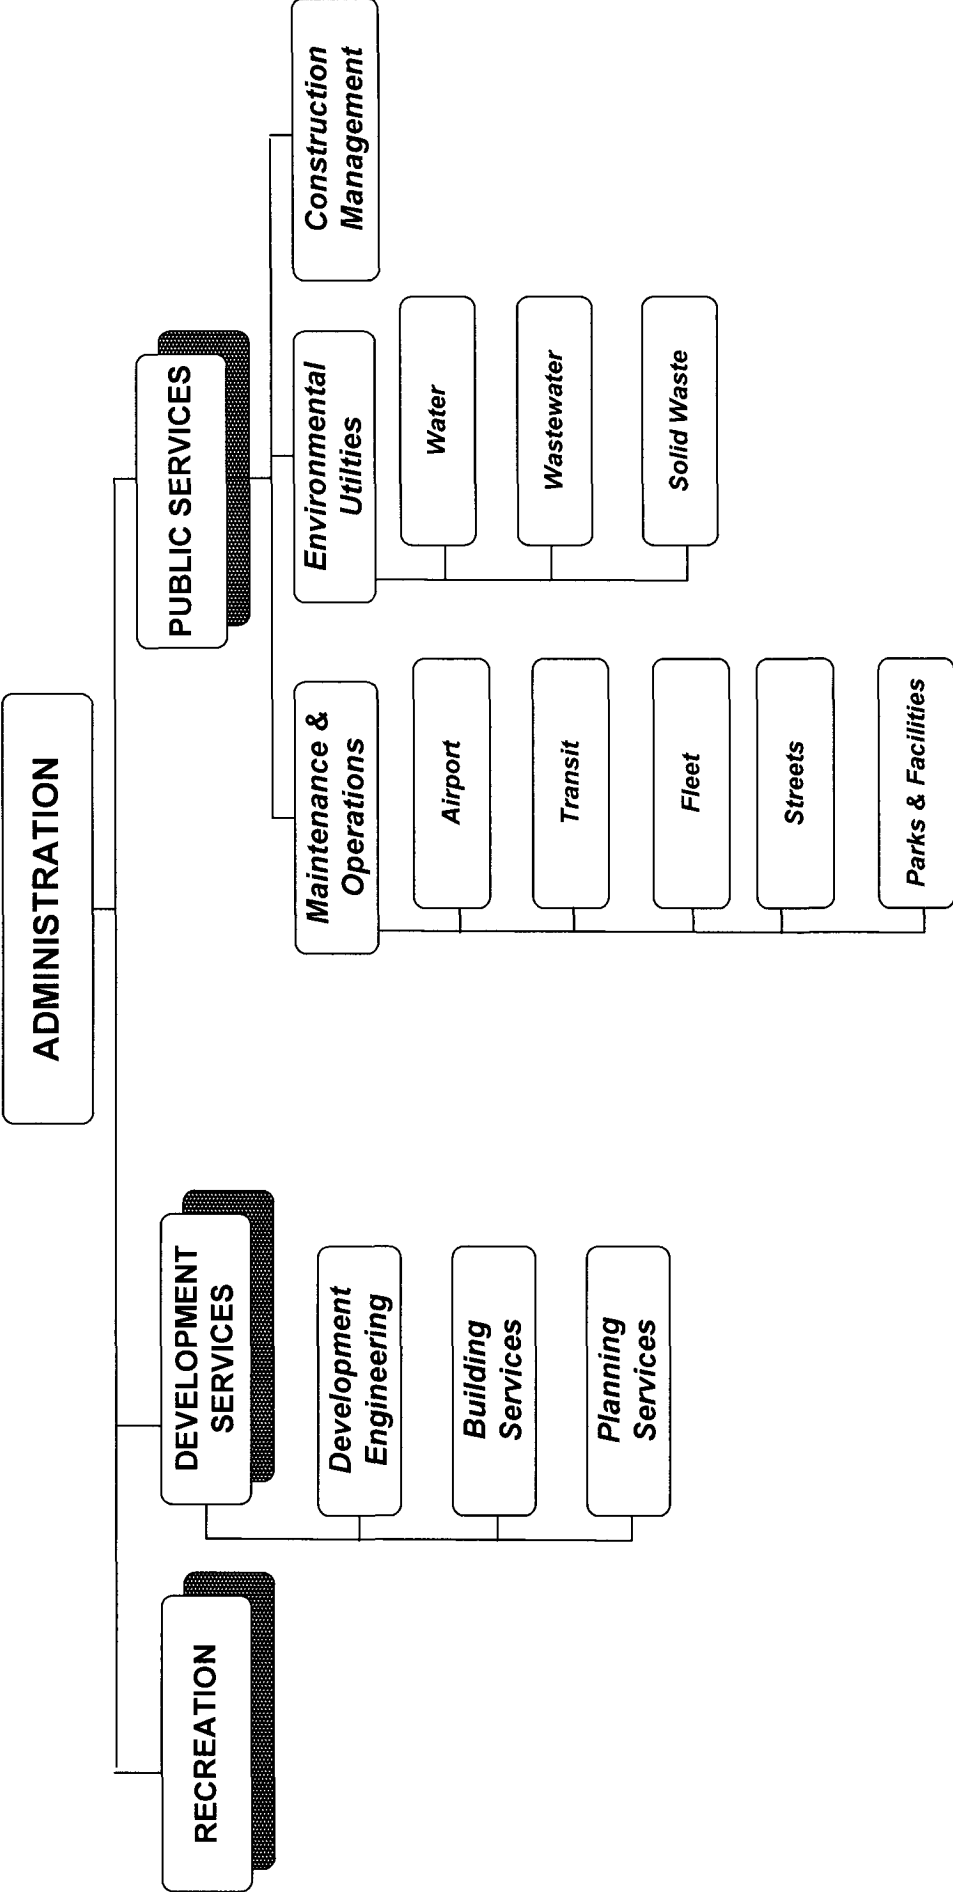 ADMINISTRATION
RECREATION
DEVELOPMENT
SERVICES
Development
Engineering
Building
Services
Planning
Services
PUBLIC SERVICES
Maintenance &
Operations
Airport
Transit
Fleet
Streets
Parks & Facilities
Environmental
Utilties
Water
Wastewater
Solid Waste
Construction
Management